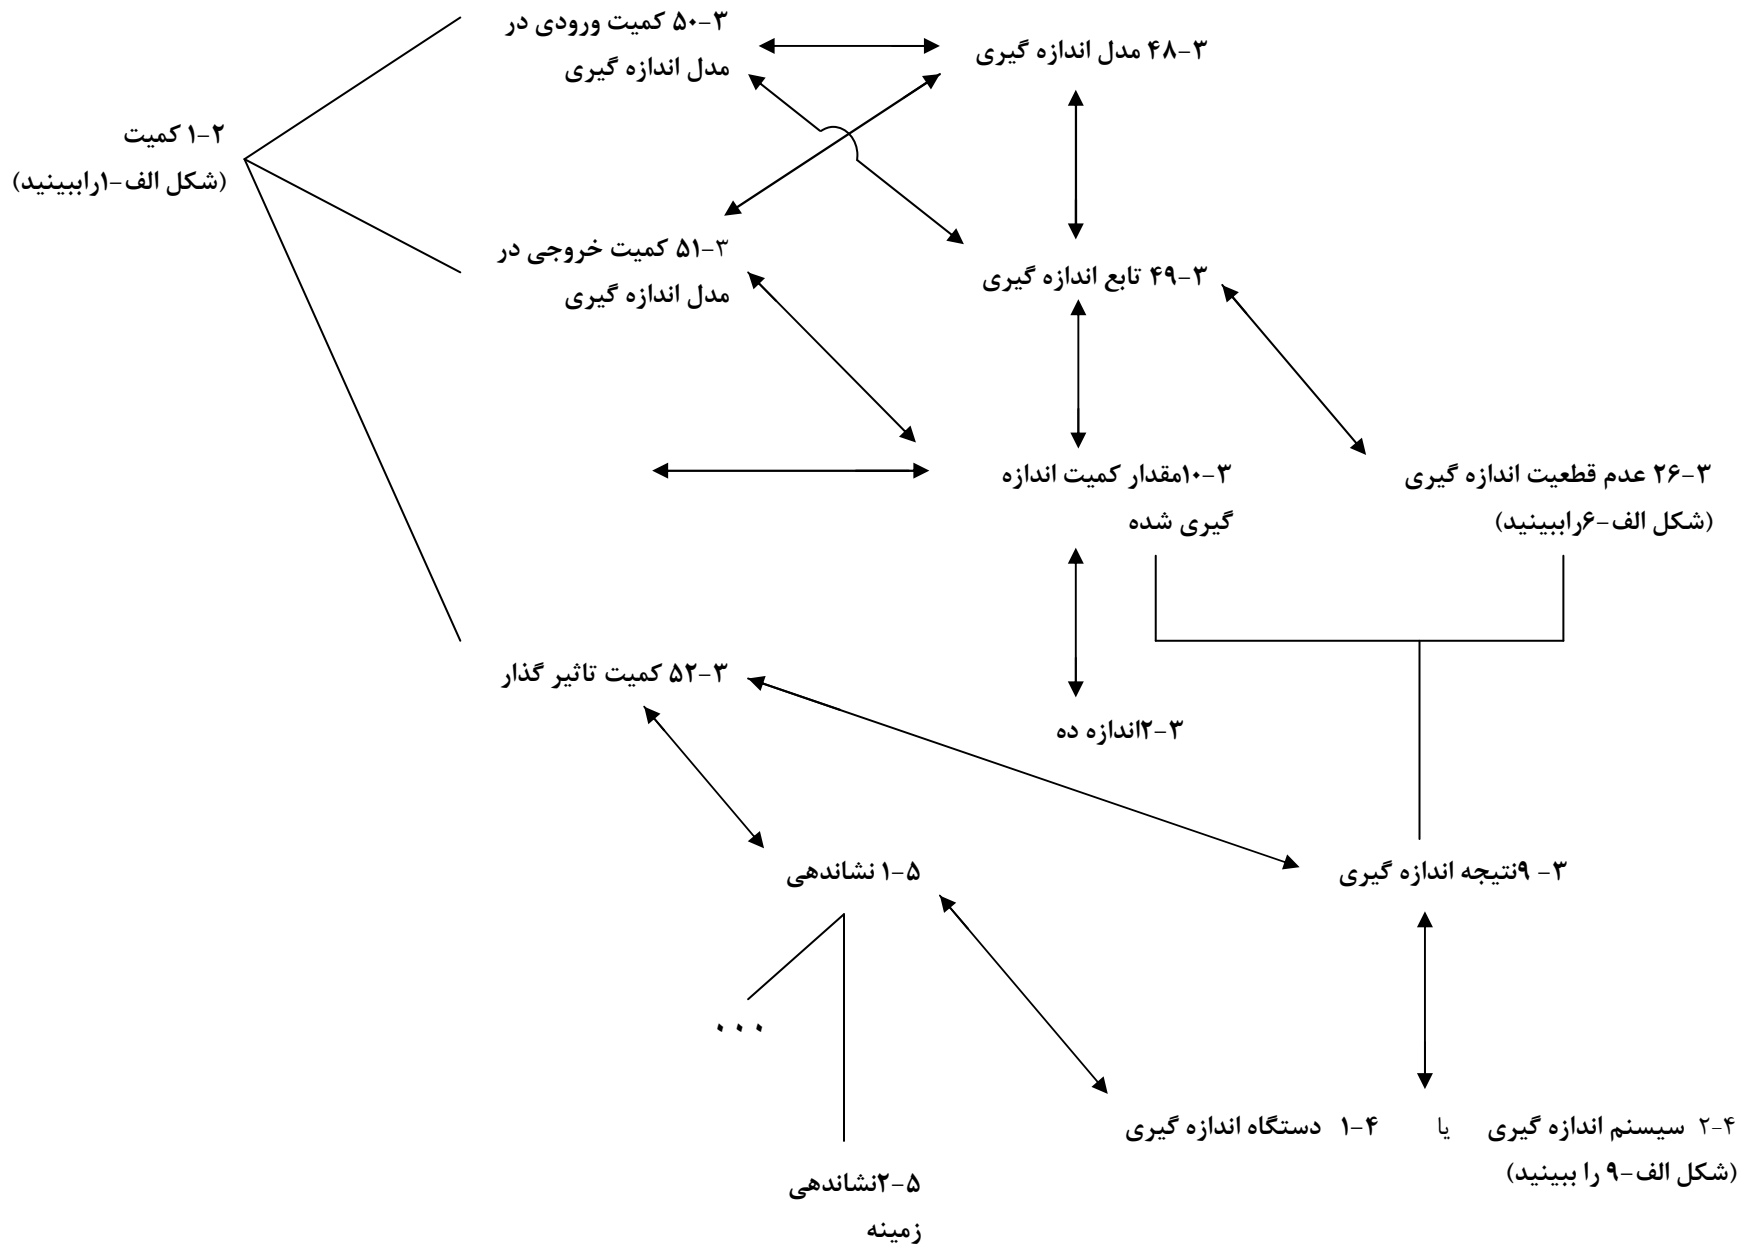 ۳-۵۰ کمیت ورودی در
مدل اندازه گیری
۳-۴۸ مدل اندازه گیری
۲-۱ کمیت
(شکل الف-۱راببینید)
۳-۵۱ کمیت خروجی در
مدل اندازه گیری
۳-۴۹ تابع اندازه گیری
۳-۱۰مقدار کمیت اندازه
گیری شده
۳-۲۶ عدم قطعیت اندازه گیری
(شکل الف-۶راببینید)
۳-۵۲ کمیت تاثیر گذار
۳-۲اندازه ده
۵-۱ نشاندهی
۳- ۹نتیجه اندازه گیری
...
۴-۲ سیسنم اندازه گیری یا ۴-۱ دستگاه اندازه گیری
(شکل الف-۹ را ببینید)
۵-۲نشاندهی
زمینه